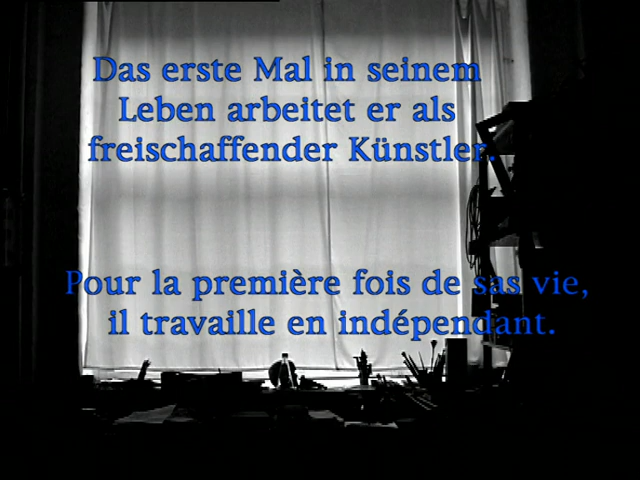 Das erste Mal in seinem
Leben arbeitet er als
freischaffender Künstler.
Pour la première fois de sas vie,
il travaille en indépendant.